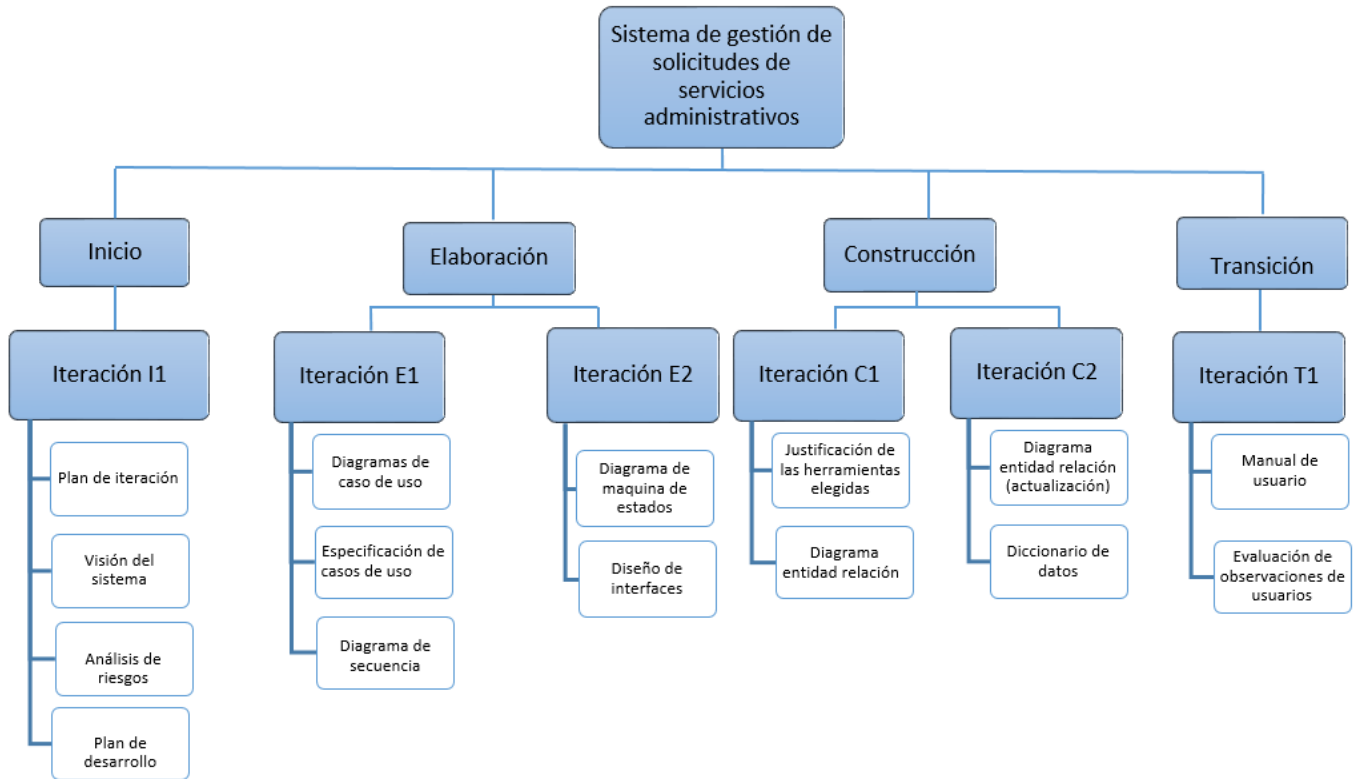 Sistema de gestión de
solicitudes de
servicios
administrativos
Inicio
Elaboración
Construcción
Transición
Iteración I1
Iteración E1
Iteración E2
Iteración C1
Iteración C2
Iteración T1
Plan de iteración
Visión del
sistema
Análisis de
riesgos
Plan de
desarrollo
Diagramas de
caso de uso
Especificación de
casos de uso
Diagrama de
secuencia
Diagrama de
maquina de
estados
Diseño de
interfaces
Justificación de
las herramientas
elegidas
Diagrama
entidad relación
Diagrama
entidad relación
(actualización)
Diccionario de
datos
Manual de
usuario
Evaluación de
observaciones de
usuarios